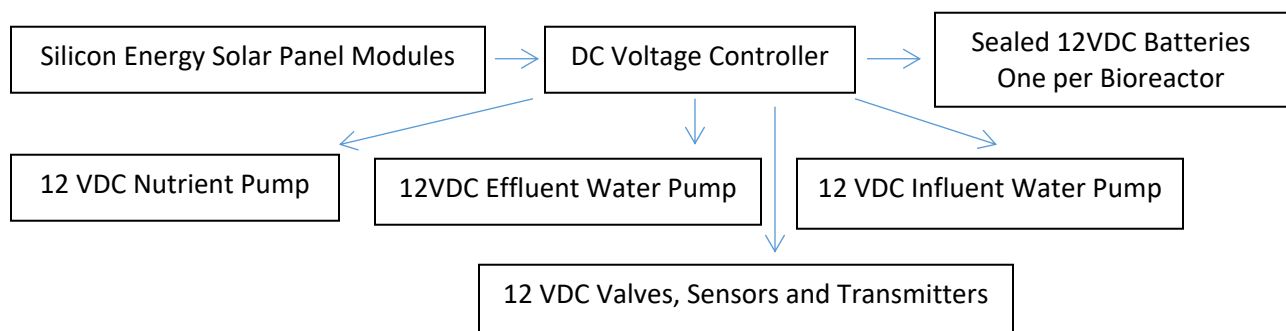 Silicon Energy Solar Panel Modules
DC Voltage Controller
Sealed 12VDC Batteries
One per Bioreactor
12 VDC Nutrient Pump
12VDC Effluent Water Pump
12 VDC Influent Water Pump
12 VDC Valves, Sensors and Transmitters